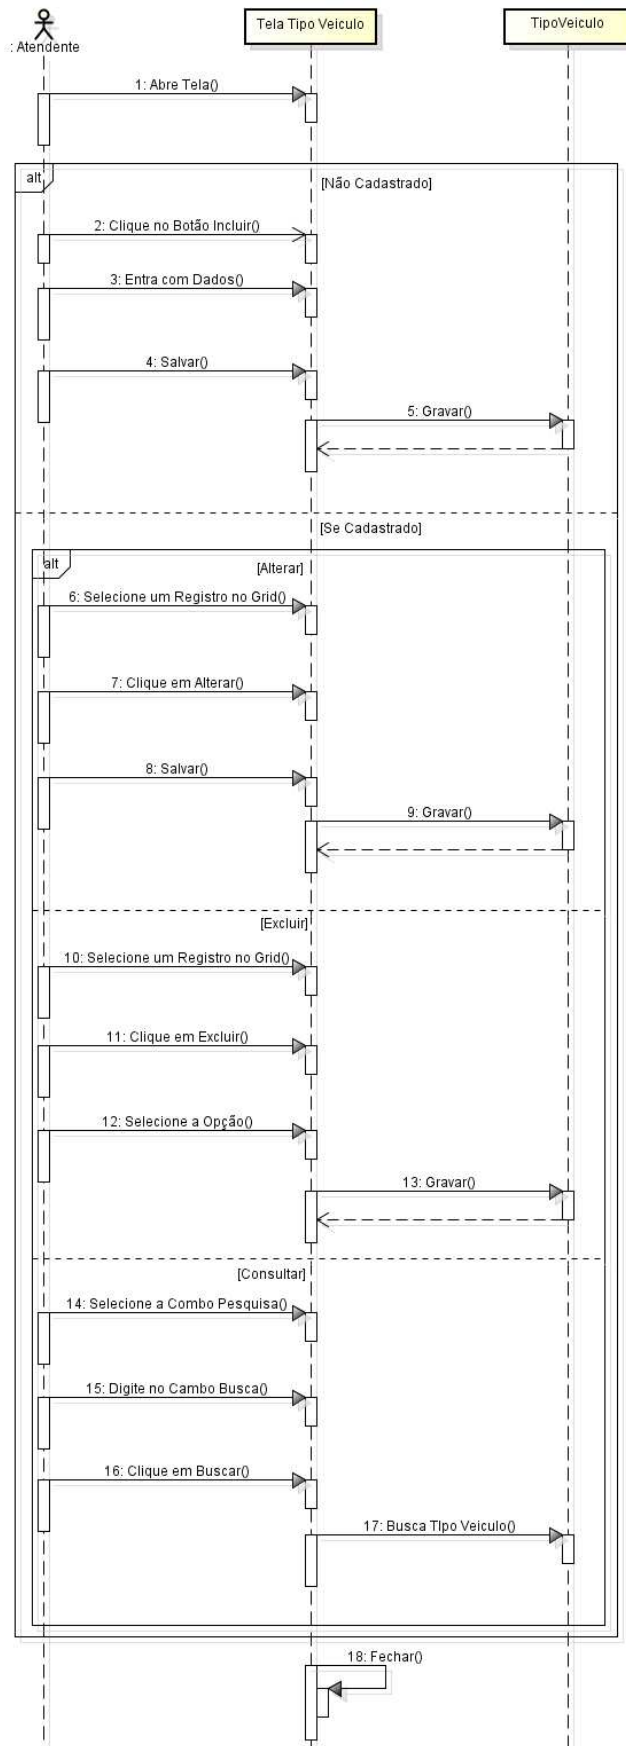 : Atendente
Tela Tipo Veiculo
TipoVeiculo
1: Abre Tela()
alt
[Não Cadastrado]
2: Clique no Botão Incluir()
3: Entra com Dados()
4: Salvar()
5: Gravar()
[Se Cadastrado]
alt
[Alterar]
6: Selecione um Registro no Grid()
7: Clique em Alterar()
8: Salvar()
9: Gravar()
[Excluir]
10: Selecione um Registro no Grid()
11: Clique em Excluir()
12: Selecione a Opção()
13: Gravar()
[Consultar]
14: Selecione a Combo Pesquisa()
15: Digite no Cambo Busca()
16: Clique em Buscar()
17: Busca TIpo Veiculo()
18: Fechar()